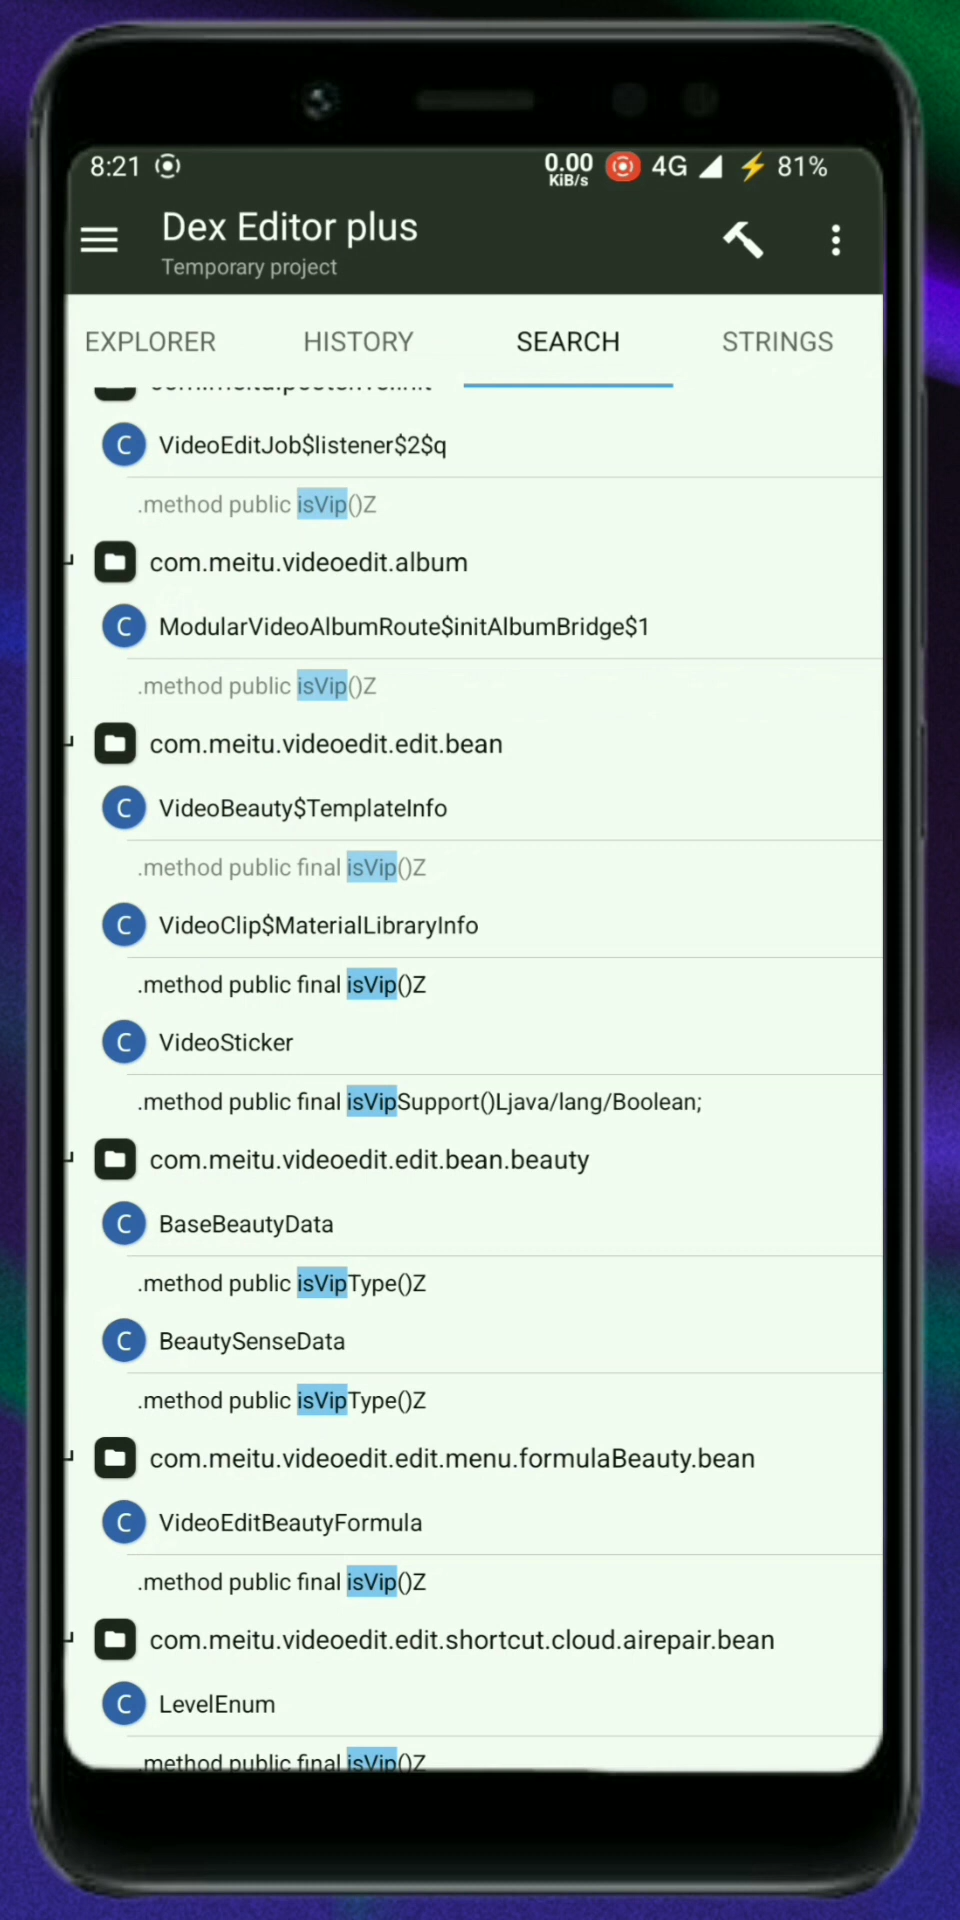 8:21 0.00 KiB/s 4G 81%
Dex Editor plus
Temporary project
EXPLORER HISTORY SEARCH STRINGS
VideoEditJob$listener$2$q
.method public isVip()Z
com.meitu.videoedit.album
ModularVideoAlbumRoute$initAlbumBridge$1
.method public isVip()Z
com.meitu.videoedit.edit.bean
VideoBeauty$TemplateInfo
.method public final isVip()Z
VideoClip$MaterialLibraryInfo
.method public final isVip()Z
VideoSticker
.method public final isVipSupport()Ljava/lang/Boolean;
com.meitu.videoedit.edit.bean.beauty
C BaseBeautyData
.method public isVipType()Z
C BeautySenseData
.method public isVipType()Z
com.meitu.videoedit.edit.menu.formulaBeauty.bean
C VideoEditBeautyFormula
.method public final isVip()Z
com.meitu.videoedit.edit.shortcut.cloud.airepair.bean
C LevelEnum
.method public final isVip()Z